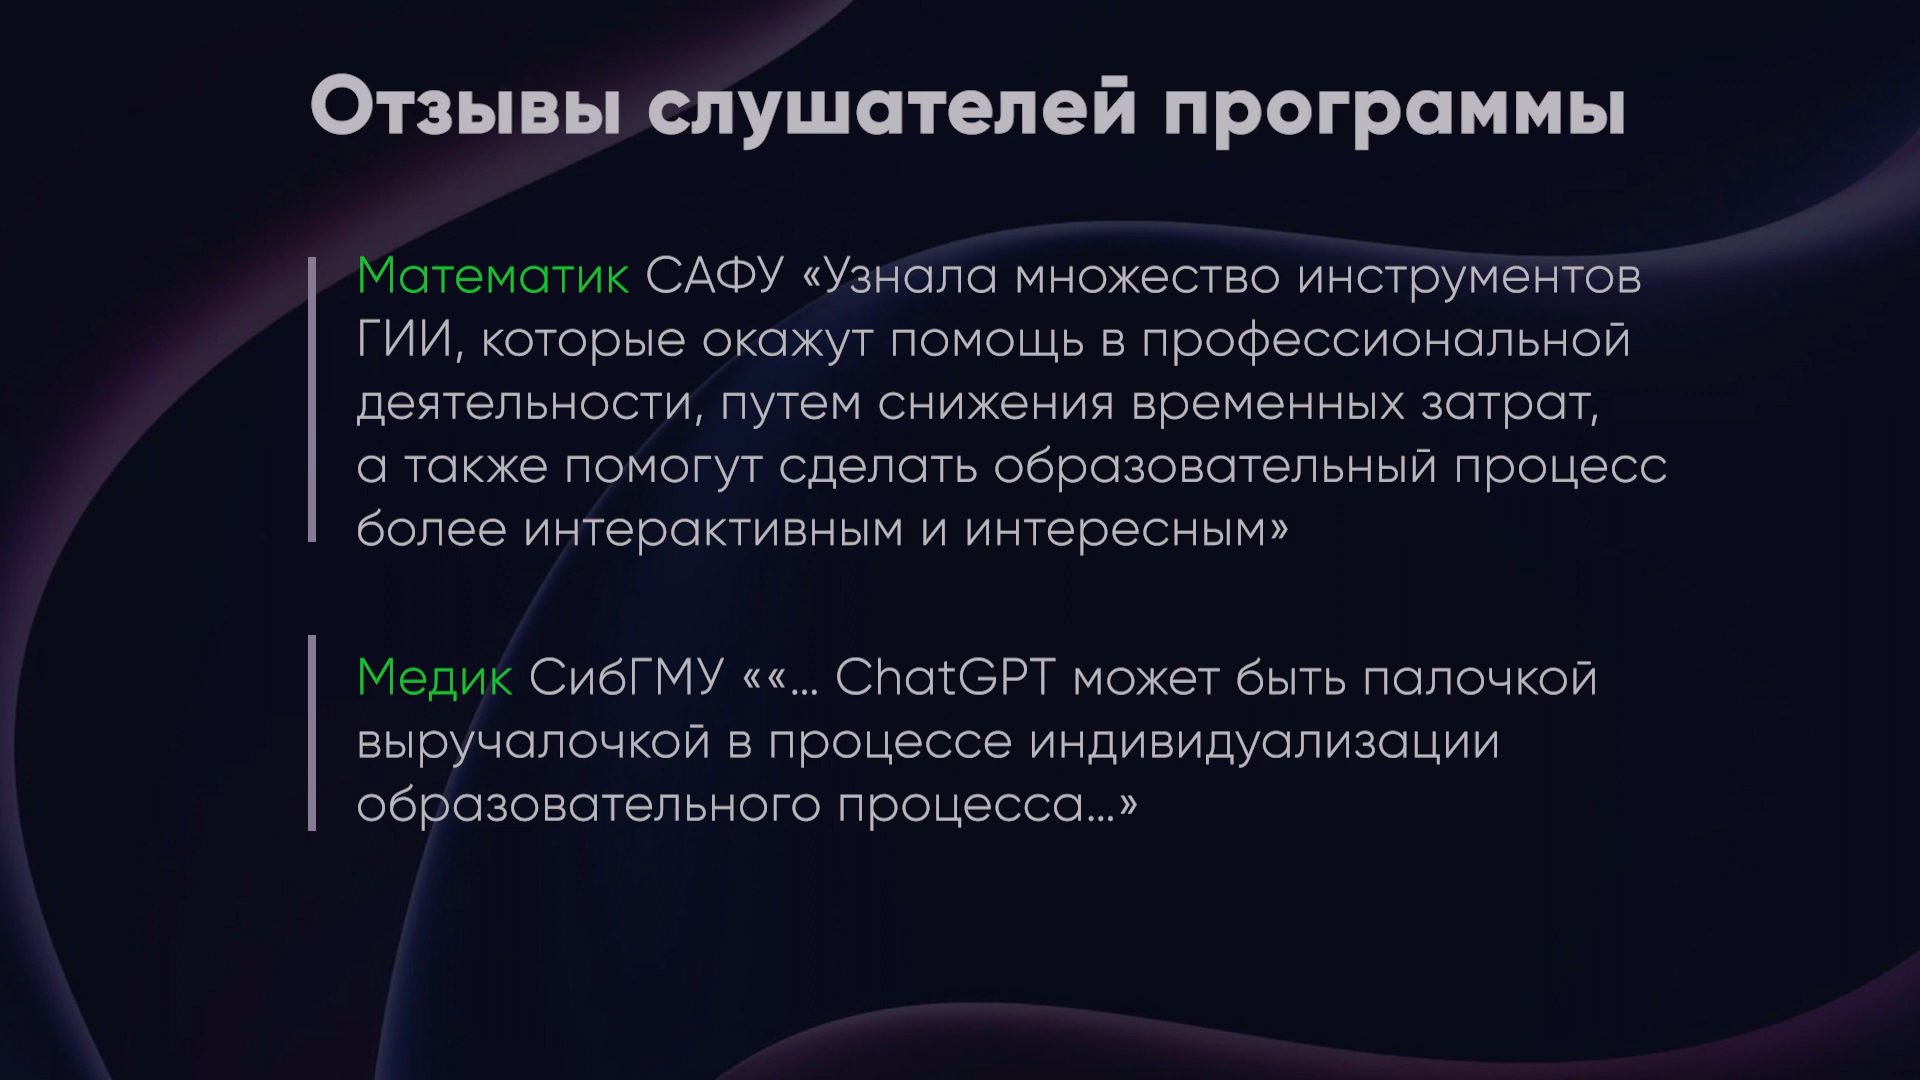 Отзывы слушателей программы
Математик САФУ «Узнала множество инструментов
ГИИ, которые окажут помощь в профессиональной
деятельности, путем снижения временных затрат,
а также помогут сделать образовательный процесс
более интерактивным и интересным»
Медик СибГМУ ««... ChatGPT может быть палочкой
выручалочкой в процессе индивидуализации
образовательного процесса...»